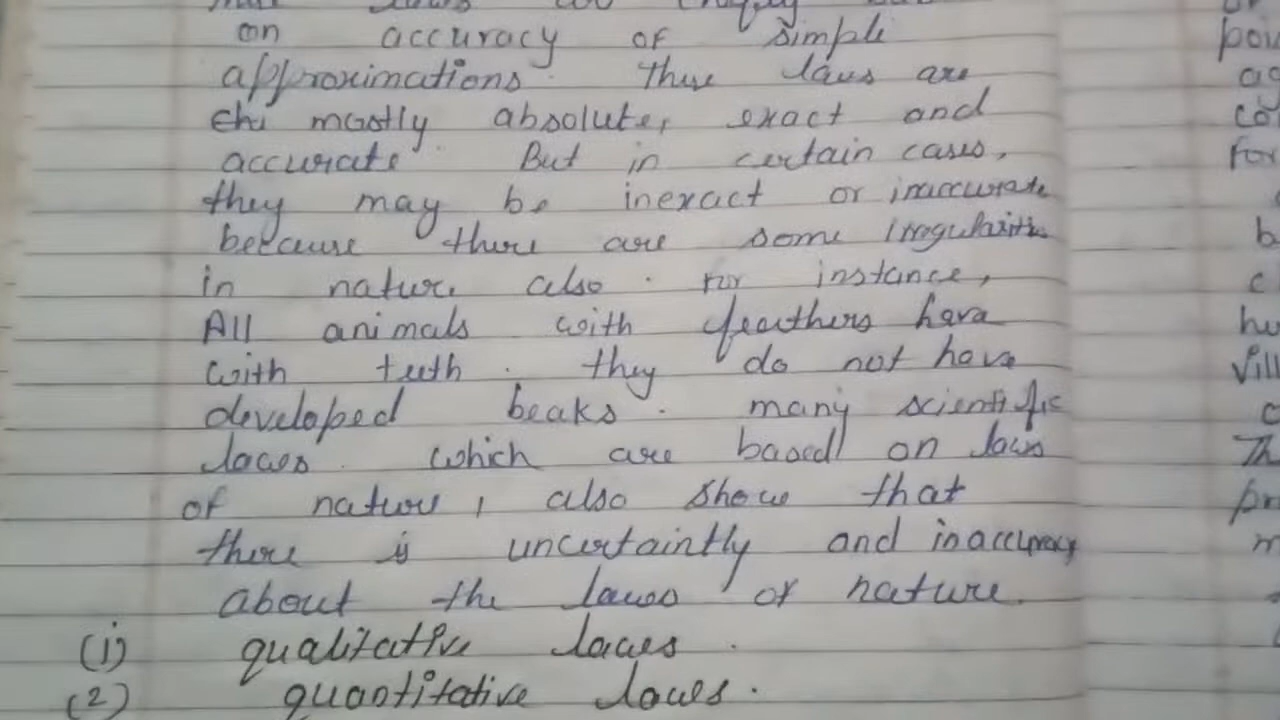 on accuracy of simple
approximations. These laws are
mostly absolute, exact and
accurate. But in certain cases,
they may be inexact or inaccurate
because there are some irregularities
in nature also. for instance,
All animals with feathers have
with teeth. they do not have
developed beaks. many scientific
laws. which are based on laws
of nature, also show that
there is uncertaintly and inaccuracy
about the laws of nature.
(i) qualitative laws.
(2) quantitative laws.